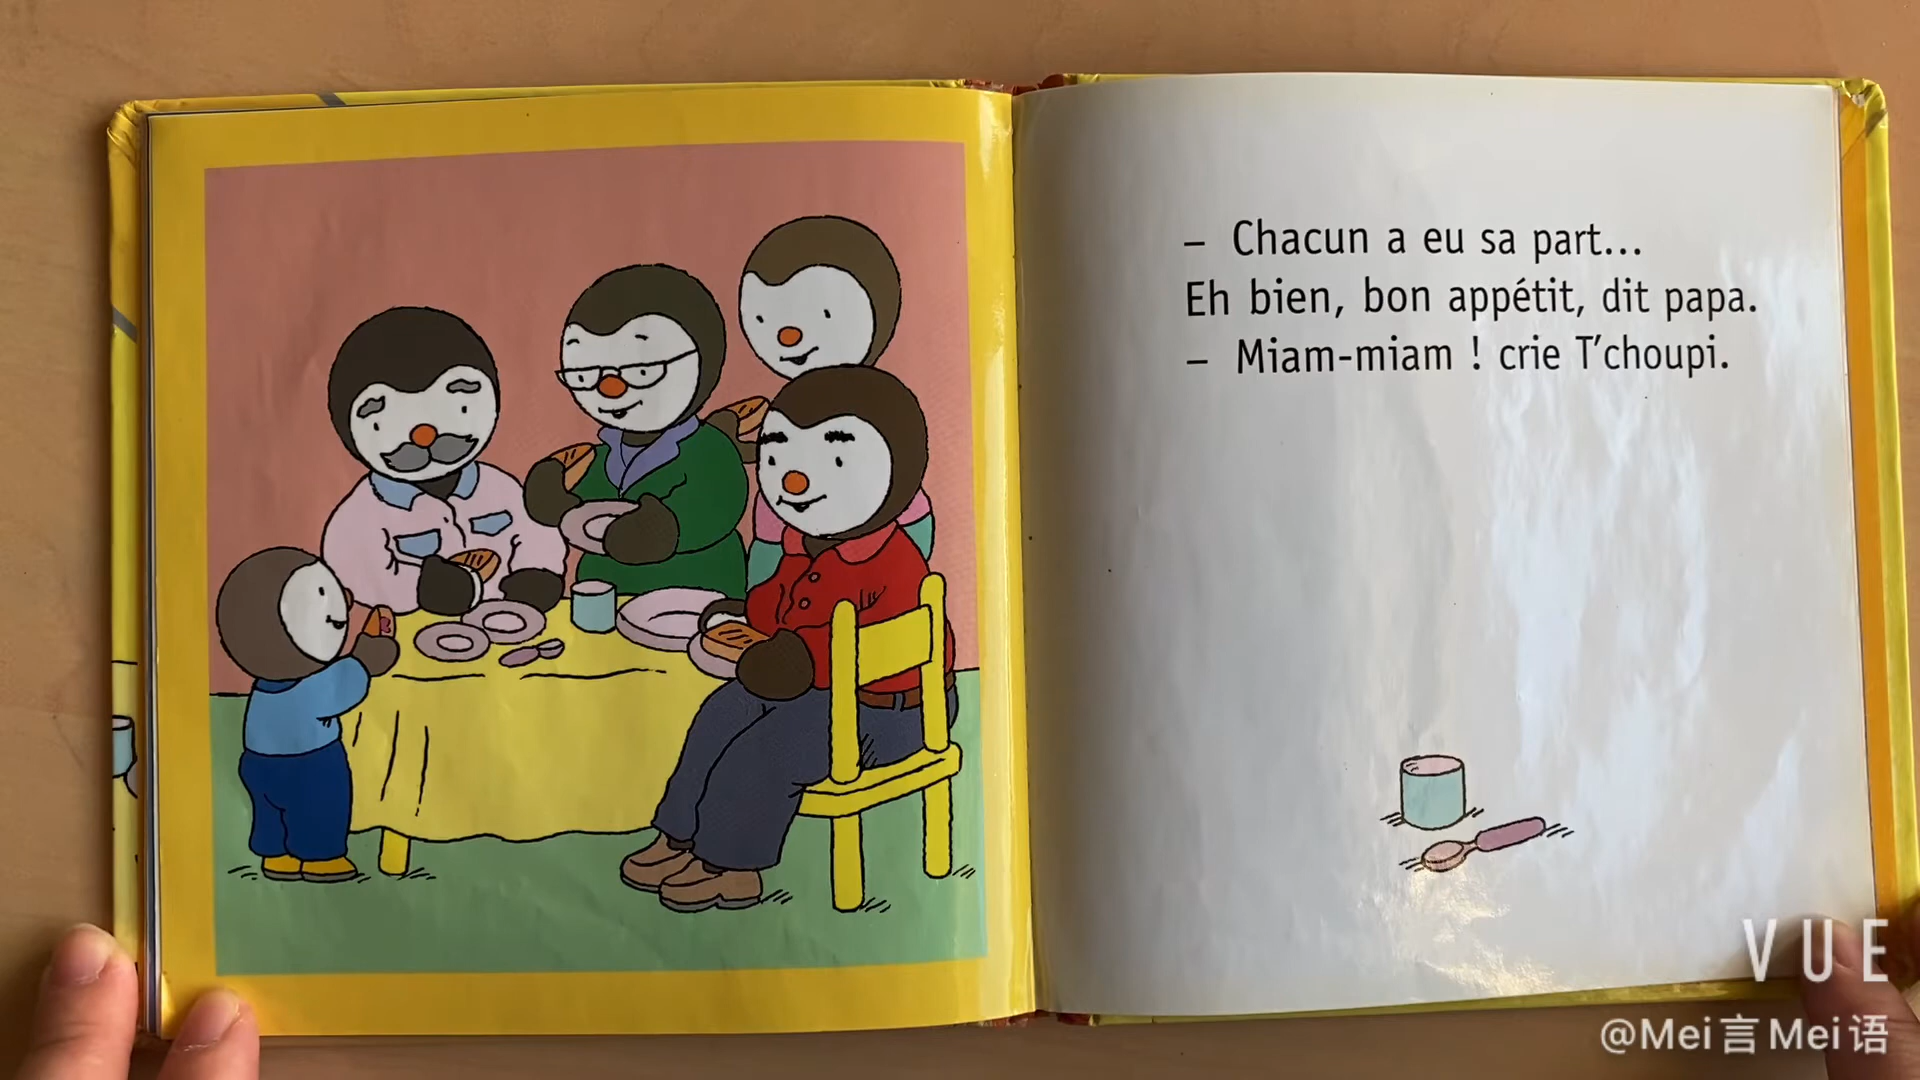 – Chacun a eu sa part...
Eh bien, bon appétit, dit papa.
– Miam-miam ! crie T'choupi.
VUE
@Mei言Mei语